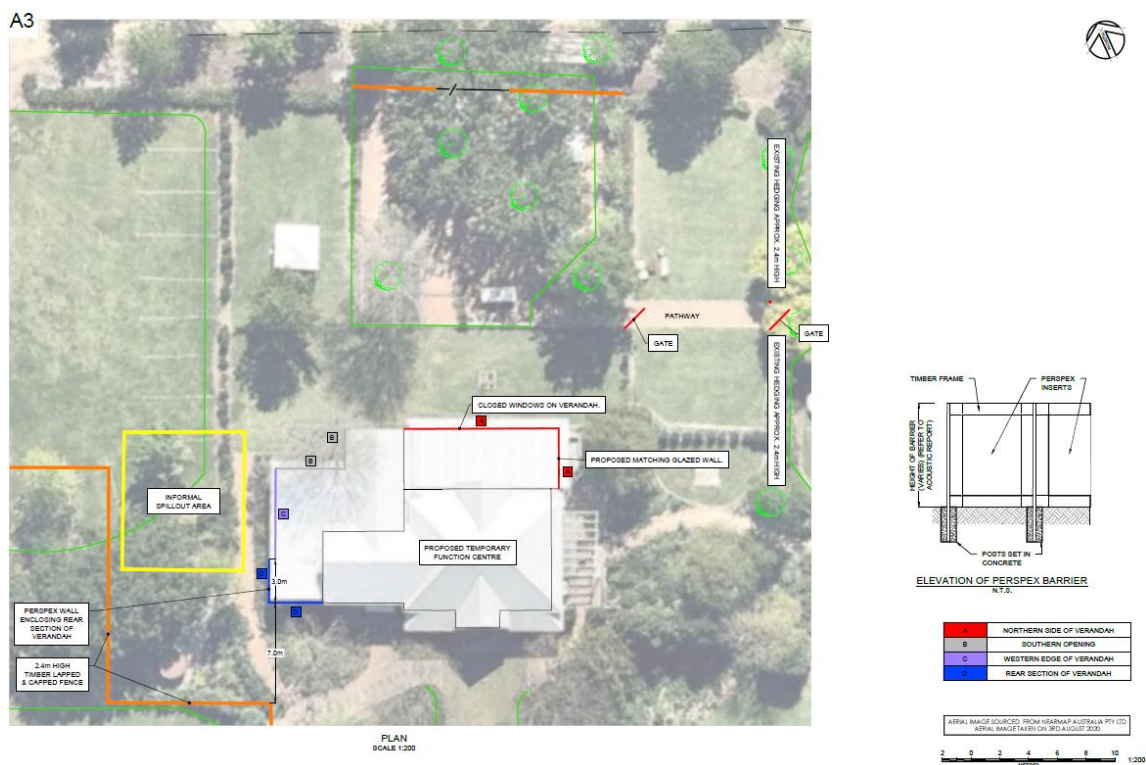 A3
EXISTING HEDGING APPROX. 2.4m HIGH
PATHWAY
GATE
GATE
EXISTING HEDGING APPROX. 2.4m HIGH
CLOSED WINDOWS ON VERANDAH.
A
B
B
PROPOSED MATCHING GLAZED WALL.
A
INFORMAL
SPILLOUT AREA
C
PROPOSED TEMPORARY
FUNCTION CENTRE
D
3.0m
D
PERSPEX WALL
ENCLOSING REAR
SECTION OF
VERANDAH
7.0m
2.4m HIGH
TIMBER LAPPED
& CAPPED FENCE
PLAN
SCALE 1:200
TIMBER FRAME
PERSPEX
INSERTS
HEIGHT OF BARRIER
(VARIES) (REFER TO
ACOUSTIC REPORT)
POSTS SET IN
CONCRETE
ELEVATION OF PERSPEX BARRIER
N.T.S.
A NORTHERN SIDE OF VERANDAH
B SOUTHERN OPENING
C WESTERN EDGE OF VERANDAH
D REAR SECTION OF VERANDAH
AERIAL IMAGE SOURCED FROM NEARMAP AUSTRALIA PTY LTD
AERIAL IMAGE TAKEN ON 3RD AUGUST 2020
2 0 2 4 6 8 10
METRES
1:200